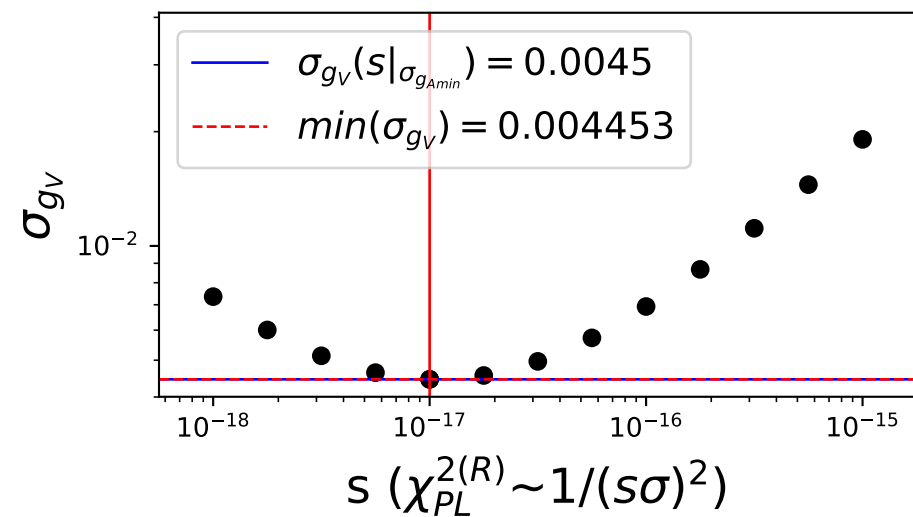 σ_{g_V}(s|_{σ_{g_{Amin}}}) = 0.0045
min(σ_{g_V}) = 0.004453
σ_{g_V}
10^{-2}
10^{-18} 10^{-17} 10^{-16} 10^{-15}
s (χ_{PL}^{2(R)}~1/(sσ)^2)